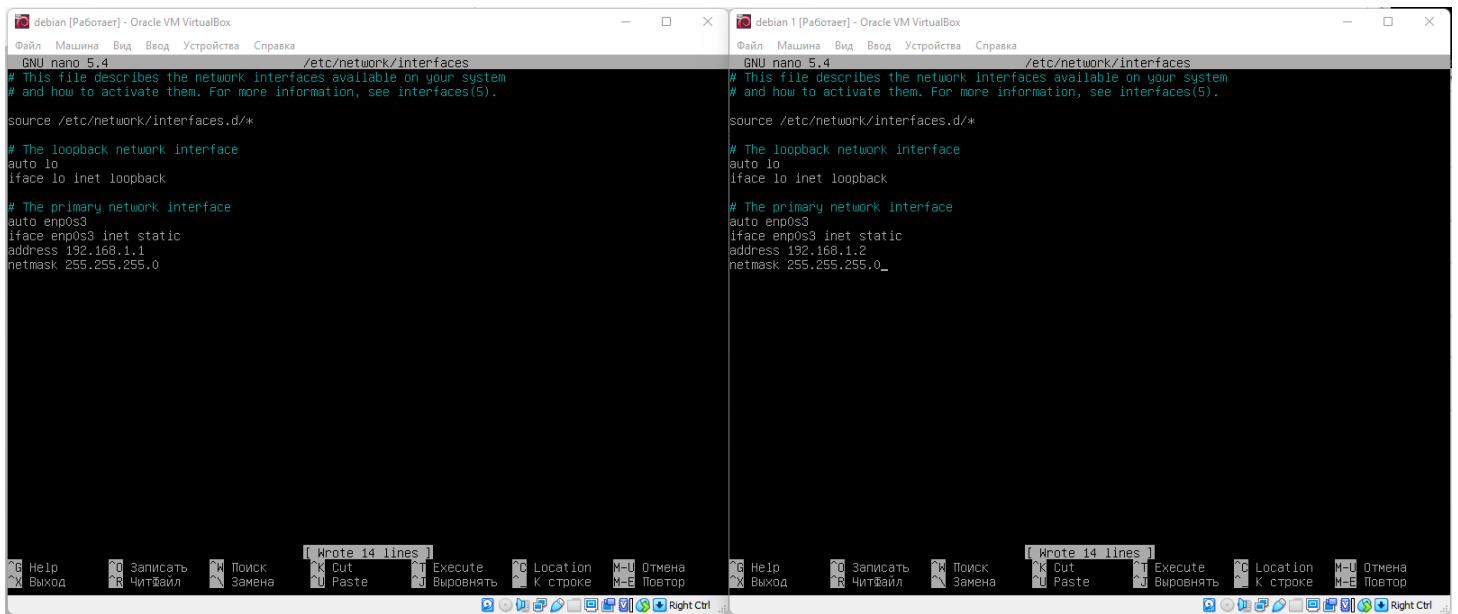 debian [Работает] - Oracle VM VirtualBox
Файл Машина Вид Ввод Устройства Справка
GNU nano 5.4 /etc/network/interfaces
# This file describes the network interfaces available on your system
# and how to activate them. For more information, see interfaces(5).
source /etc/network/interfaces.d/*
# The loopback network interface
auto lo
iface lo inet loopback
# The primary network interface
auto enp0s3
iface enp0s3 inet static
address 192.168.1.1
netmask 255.255.255.0
[ Wrote 14 lines ]
^G Help ^O Записать ^W Поиск ^K Cut ^T Execute ^C Location M-U Отмена
^X Выход ^R ЧитФайл ^\ Замена ^U Paste ^J Выровнять ^_ К строке M-E Повтор
Right Ctrl
debian 1 [Работает] - Oracle VM VirtualBox
Файл Машина Вид Ввод Устройства Справка
GNU nano 5.4 /etc/network/interfaces
# This file describes the network interfaces available on your system
# and how to activate them. For more information, see interfaces(5).
source /etc/network/interfaces.d/*
# The loopback network interface
auto lo
iface lo inet loopback
# The primary network interface
auto enp0s3
iface enp0s3 inet static
address 192.168.1.2
netmask 255.255.255.0_
[ Wrote 14 lines ]
^G Help ^O Записать ^W Поиск ^K Cut ^T Execute ^C Location M-U Отмена
^X Выход ^R ЧитФайл ^\ Замена ^U Paste ^J Выровнять ^_ К строке M-E Повтор
Right Ctrl